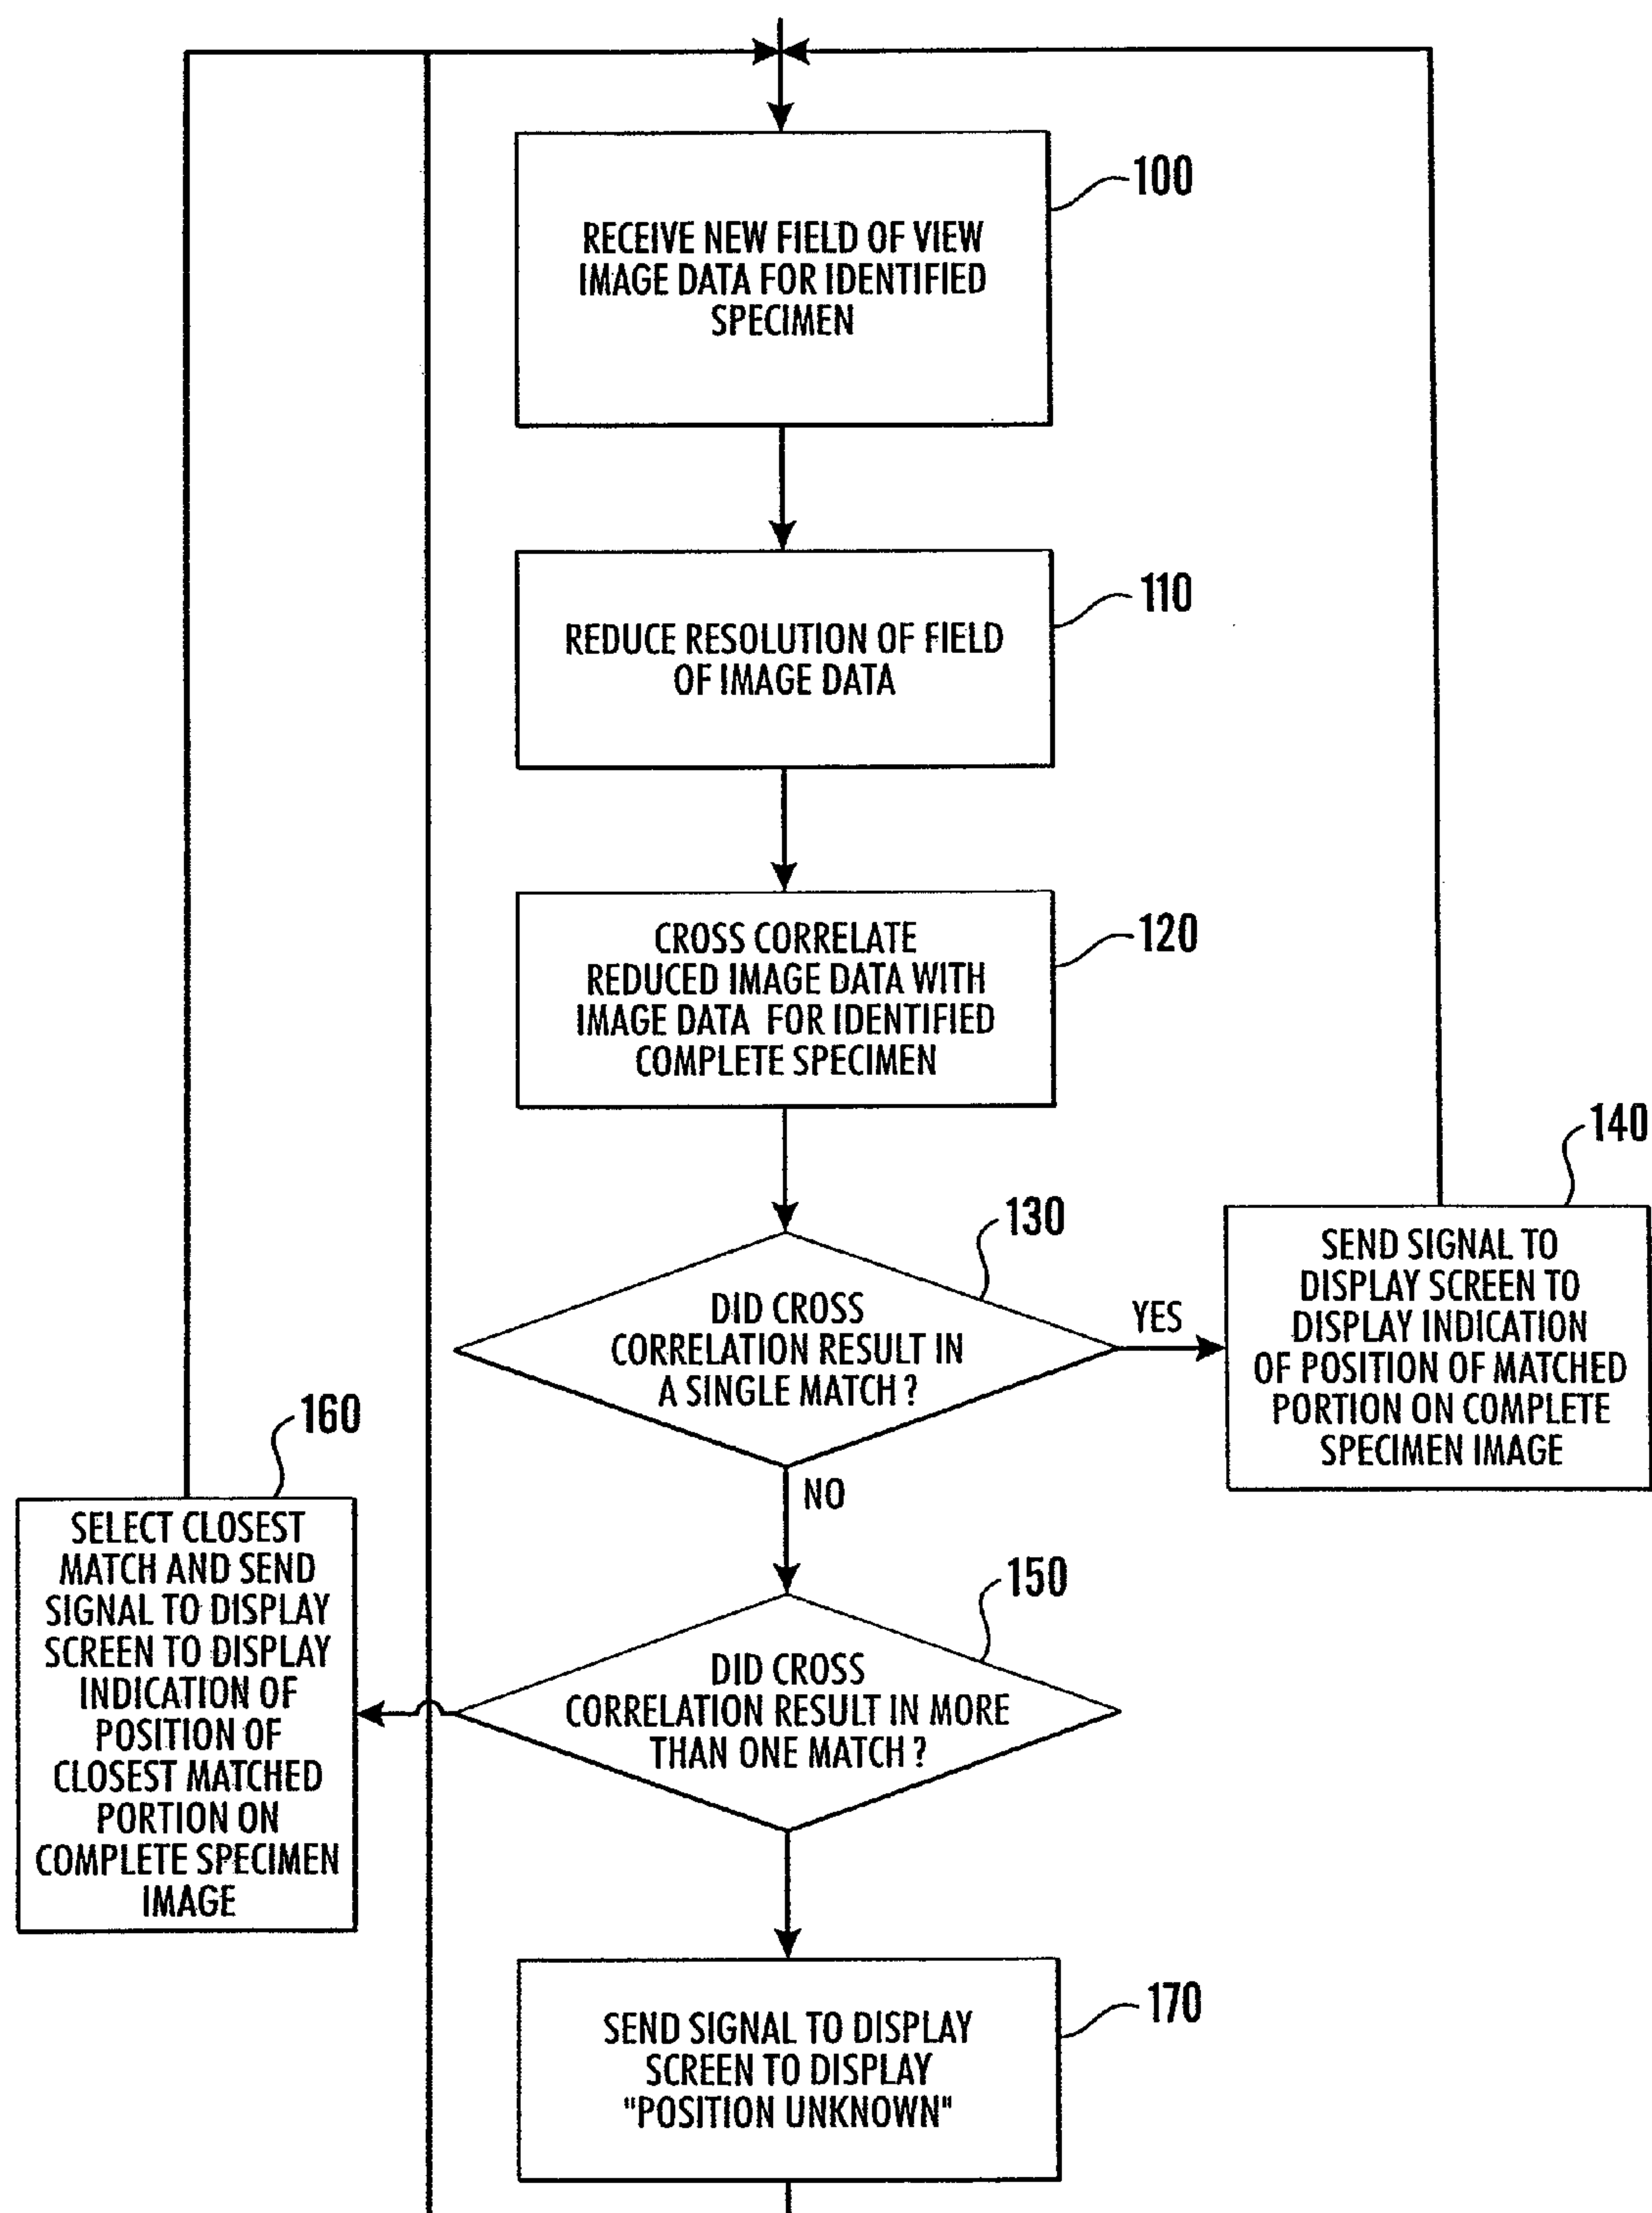 100
RECEIVE NEW FIELD OF VIEW
IMAGE DATA FOR IDENTIFIED
SPECIMEN
110
REDUCE RESOLUTION OF FIELD
OF IMAGE DATA
120
CROSS CORRELATE
REDUCED IMAGE DATA WITH
IMAGE DATA FOR IDENTIFIED
COMPLETE SPECIMEN
130
DID CROSS
CORRELATION RESULT IN
A SINGLE MATCH?
YES
NO
140
SEND SIGNAL TO
DISPLAY SCREEN TO
DISPLAY INDICATION
OF POSITION OF MATCHED
PORTION ON COMPLETE
SPECIMEN IMAGE
150
DID CROSS
CORRELATION RESULT IN MORE
THAN ONE MATCH?
160
SELECT CLOSEST
MATCH AND SEND
SIGNAL TO DISPLAY
SCREEN TO DISPLAY
INDICATION OF
POSITION OF
CLOSEST MATCHED
PORTION ON
COMPLETE SPECIMEN
IMAGE
170
SEND SIGNAL TO DISPLAY
SCREEN TO DISPLAY
"POSITION UNKNOWN"